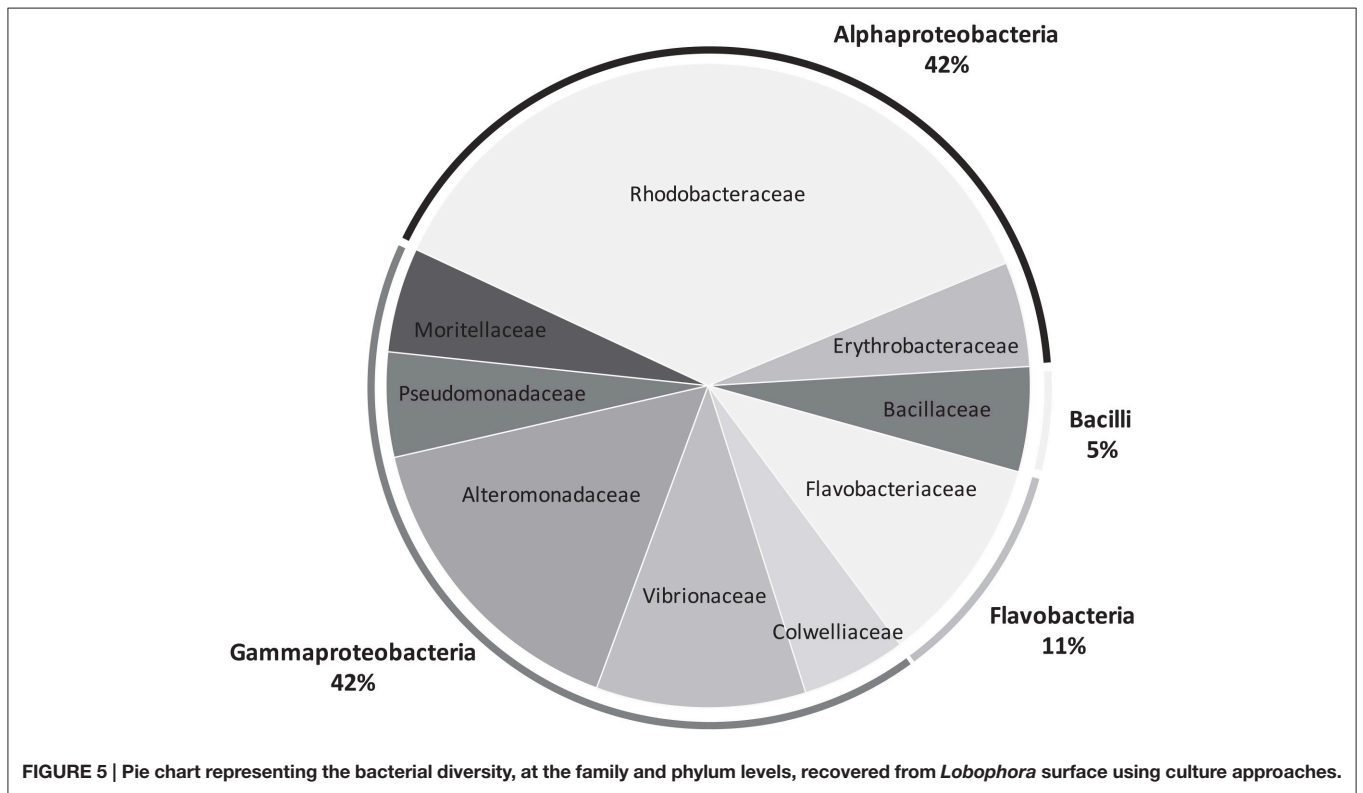 Alphaproteobacteria
42%
Rhodobacteraceae
Moritellaceae
Erythrobacteraceae
Pseudomonadaceae
Bacillaceae
Bacilli
5%
Alteromonadaceae
Flavobacteriaceae
Vibrionaceae
Colwelliaceae
Flavobacteria
11%
Gammaproteobacteria
42%
FIGURE 5 | Pie chart representing the bacterial diversity, at the family and phylum levels, recovered from Lobophora surface using culture approaches.